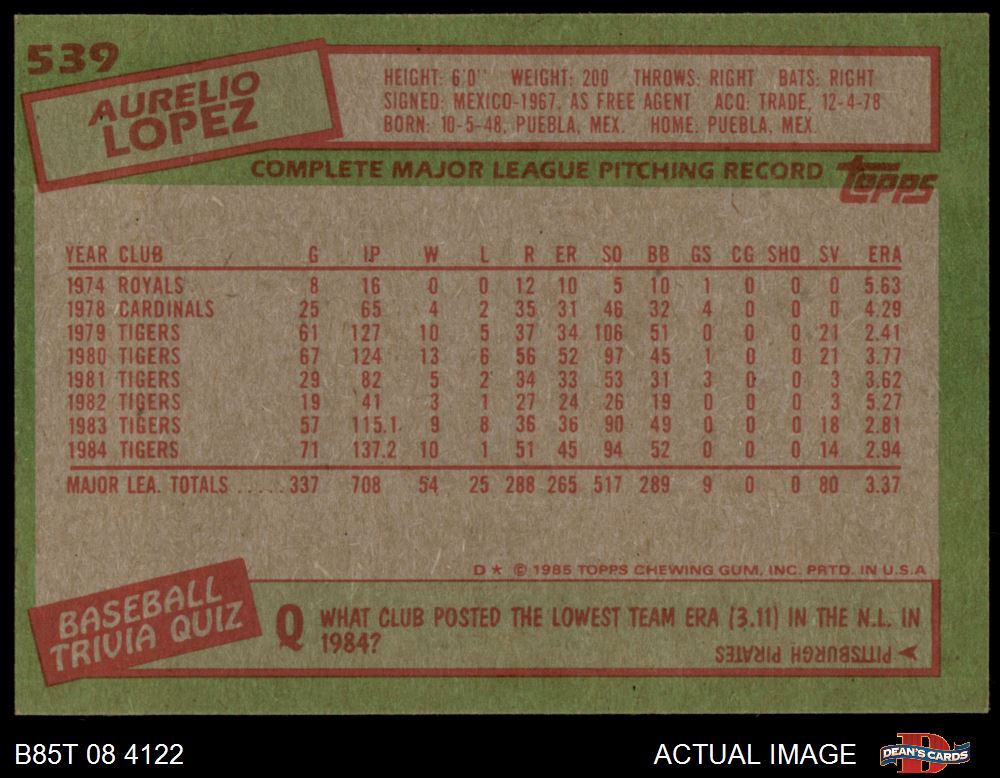 539
AURELIO
LOPEZ
HEIGHT: 6'0" WEIGHT: 200 THROWS: RIGHT BATS: RIGHT
SIGNED: MEXICO-1967, AS FREE AGENT ACQ: TRADE, 12-4-78
BORN: 10-5-48, PUEBLA, MEX. HOME: PUEBLA, MEX.
COMPLETE MAJOR LEAGUE PITCHING RECORD topps
YEAR CLUB G IP W L R ER SO BB GS CG SHO SV ERA
1974 ROYALS 8 16 0 0 12 10 5 10 1 0 0 0 5.63
1978 CARDINALS 25 65 4 2 35 31 46 32 4 0 0 0 4.29
1979 TIGERS 61 127 10 5 37 34 106 51 0 0 0 21 2.41
1980 TIGERS 67 124 13 6 56 52 97 45 1 0 0 21 3.77
1981 TIGERS 29 82 5 2 34 33 53 31 3 0 0 3 3.62
1982 TIGERS 19 41 3 1 27 24 26 19 0 0 0 3 5.27
1983 TIGERS 57 115.1 9 8 36 36 90 49 0 0 0 18 2.81
1984 TIGERS 71 137.2 10 1 51 45 94 52 0 0 0 14 2.94
MAJOR LEA. TOTALS ..... 337 708 54 25 288 265 517 289 9 0 0 80 3.37
D ★ © 1985 TOPPS CHEWING GUM, INC. PRTD. IN U.S.A
BASEBALL
TRIVIA QUIZ
Q WHAT CLUB POSTED THE LOWEST TEAM ERA (3.11) IN THE N.L. IN
1984?
PITTSBURGH PIRATES
B85T 08 4122 ACTUAL IMAGE DEAN'S CARDS